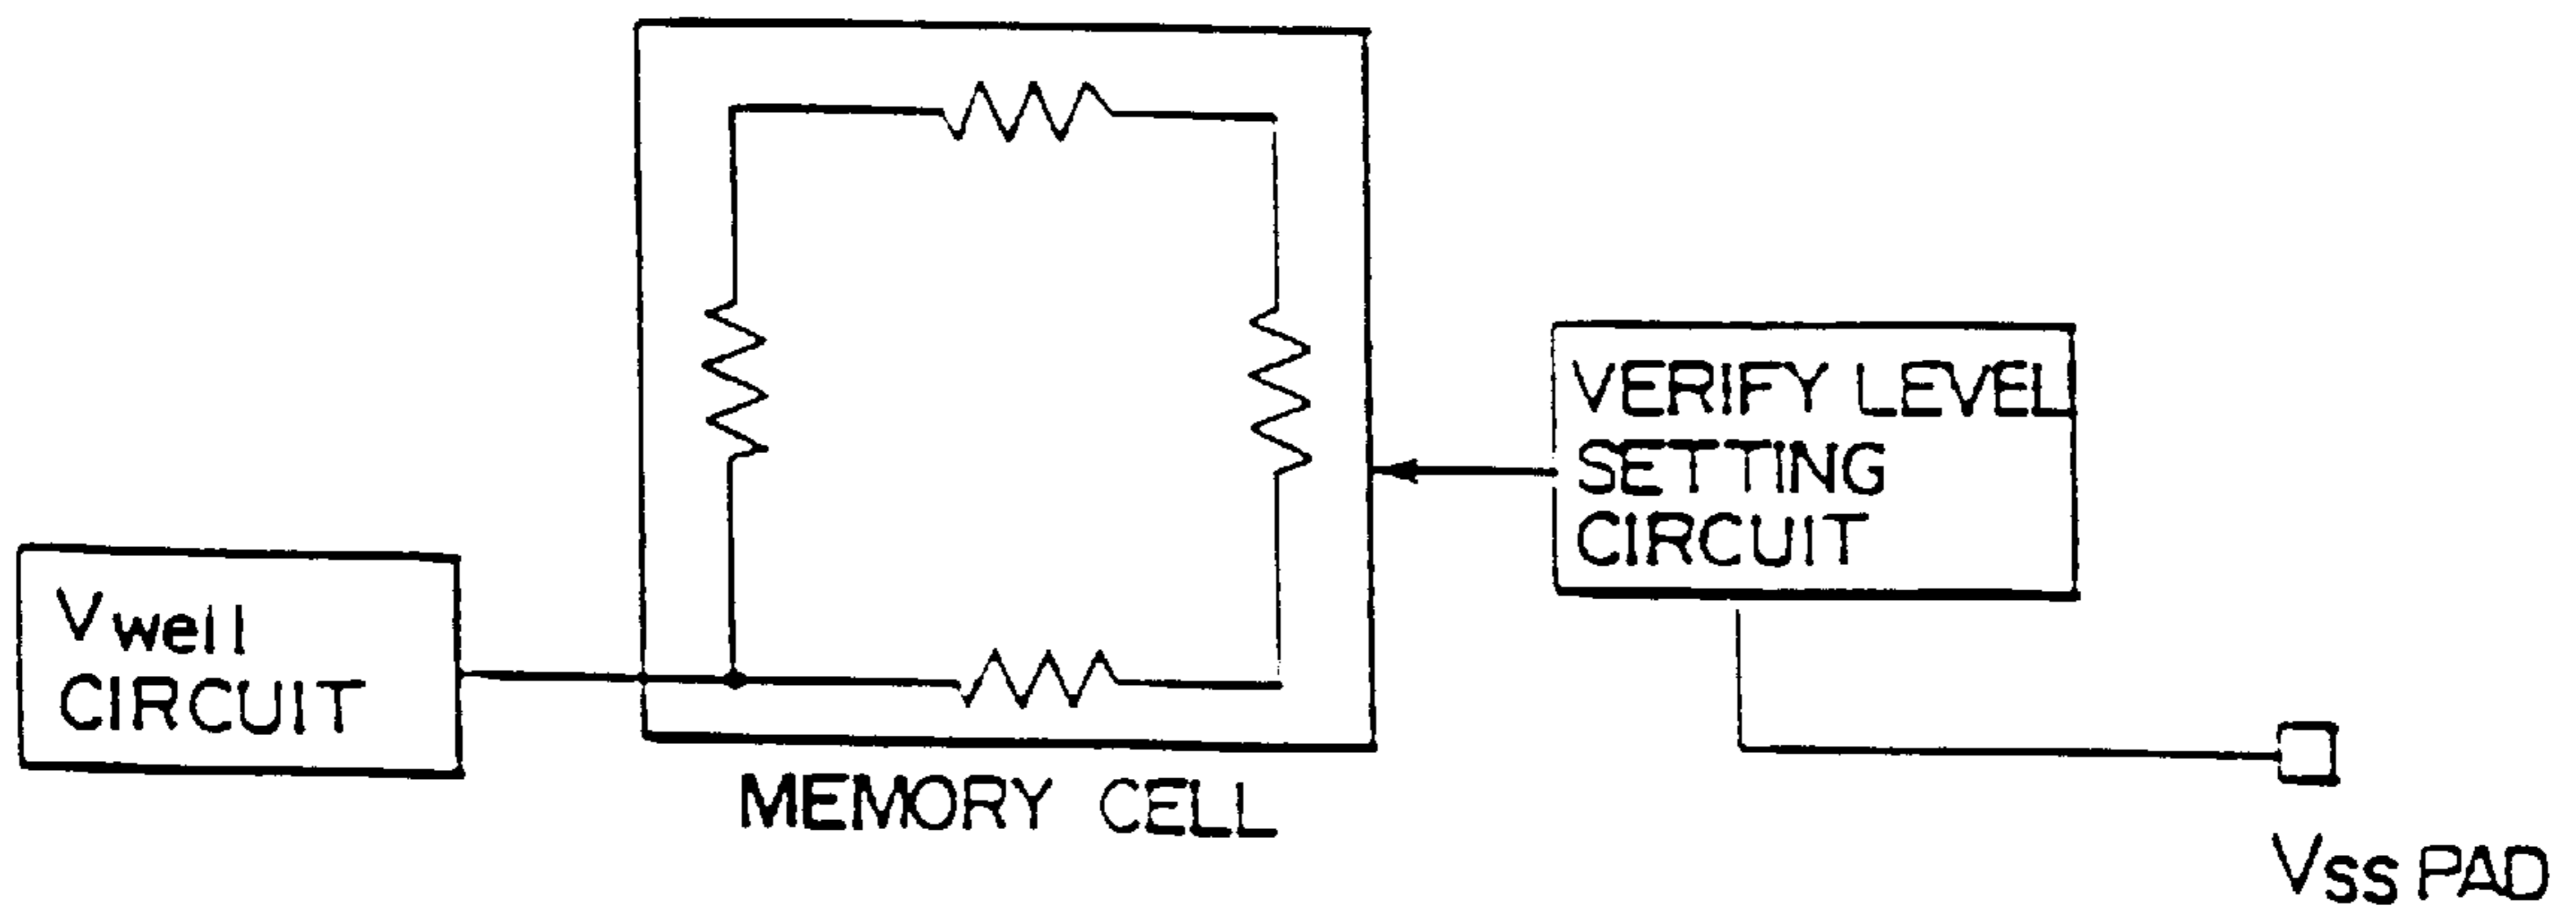 VERIFY LEVEL
SETTING
CIRCUIT
Vwell
CIRCUIT
MEMORY CELL
VSS PAD